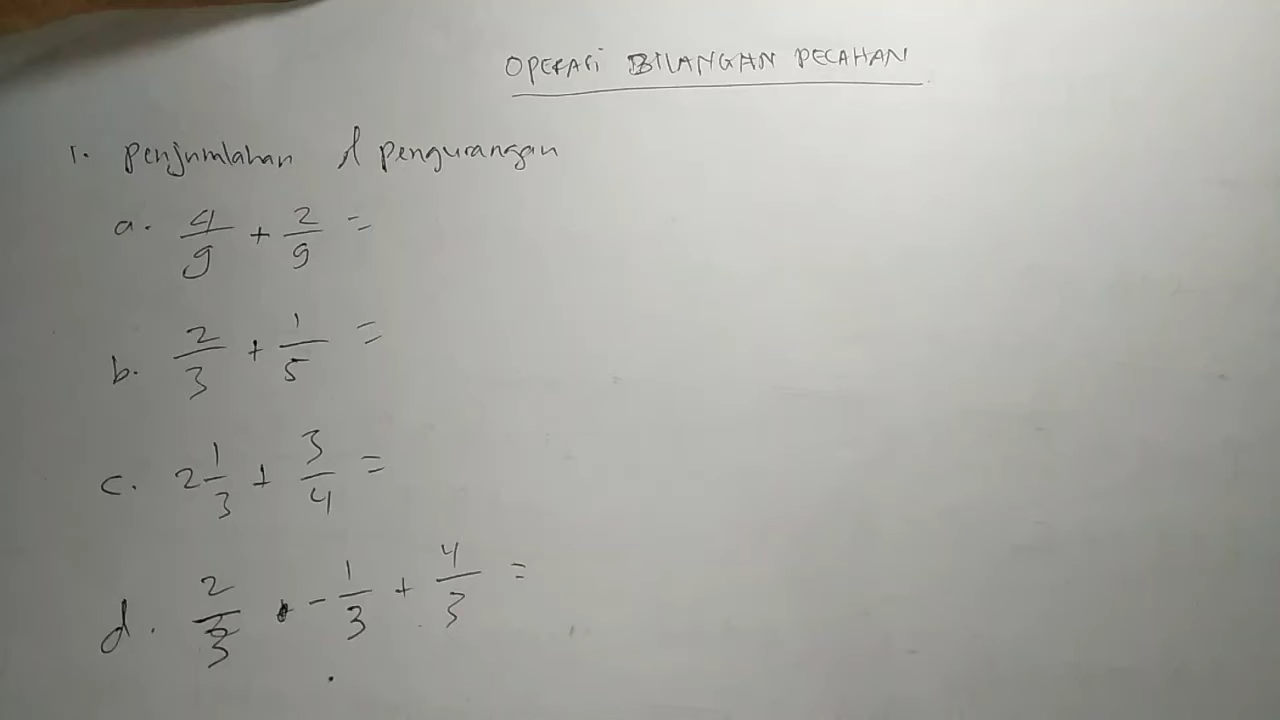 OPERASI BILANGAN PECAHAN
1. Penjumlahan & pengurangan
a. 4/9 + 2/9 =
b. 2/3 + 1/5 =
c. 2 1/3 + 3/4 =
d. 2/3 - 1/3 + 4/3 =